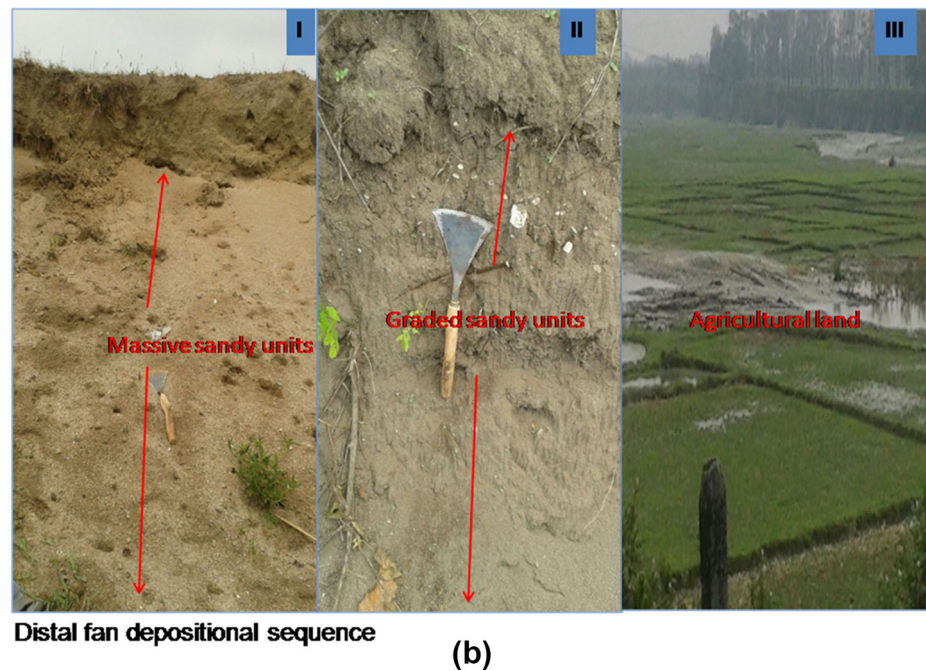 I
II
III
Massive sandy units
Graded sandy units
Agricultural land
Distal fan depositional sequence
(b)